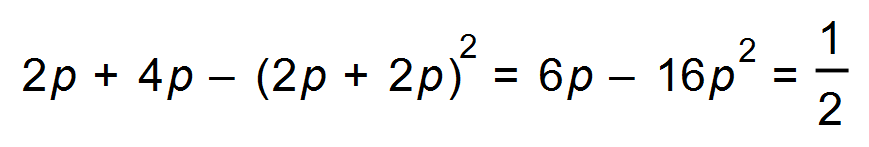 2p + 4p – (2p + 2p)² = 6p – 16p² = 1/2